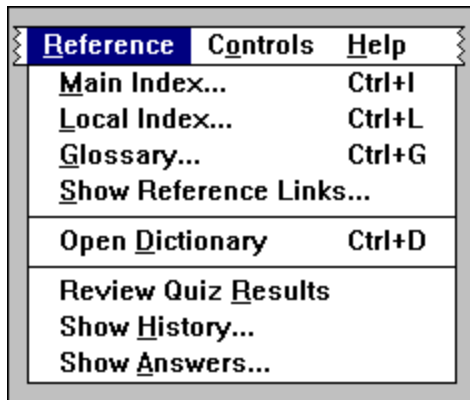 Reference Controls Help
Main Index... Ctrl+I
Local Index... Ctrl+L
Glossary... Ctrl+G
Show Reference Links...
Open Dictionary Ctrl+D
Review Quiz Results
Show History...
Show Answers...